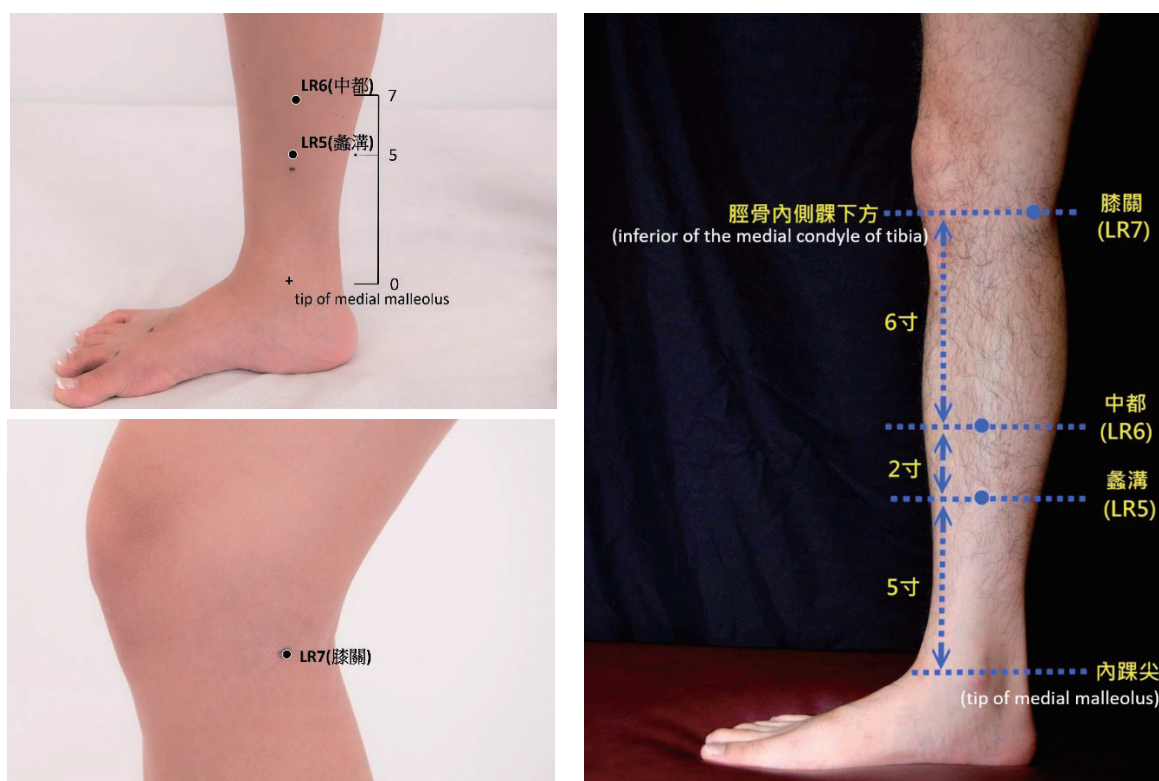 LR6(中都)
7
LR5(蠡溝)
5
0
tip of medial malleolus
LR7(膝關)
脛骨內側髁下方
(inferior of the medial condyle of tibia)
膝關
(LR7)
6寸
中都
(LR6)
2寸
蠡溝
(LR5)
5寸
內踝尖
(tip of medial malleolus)